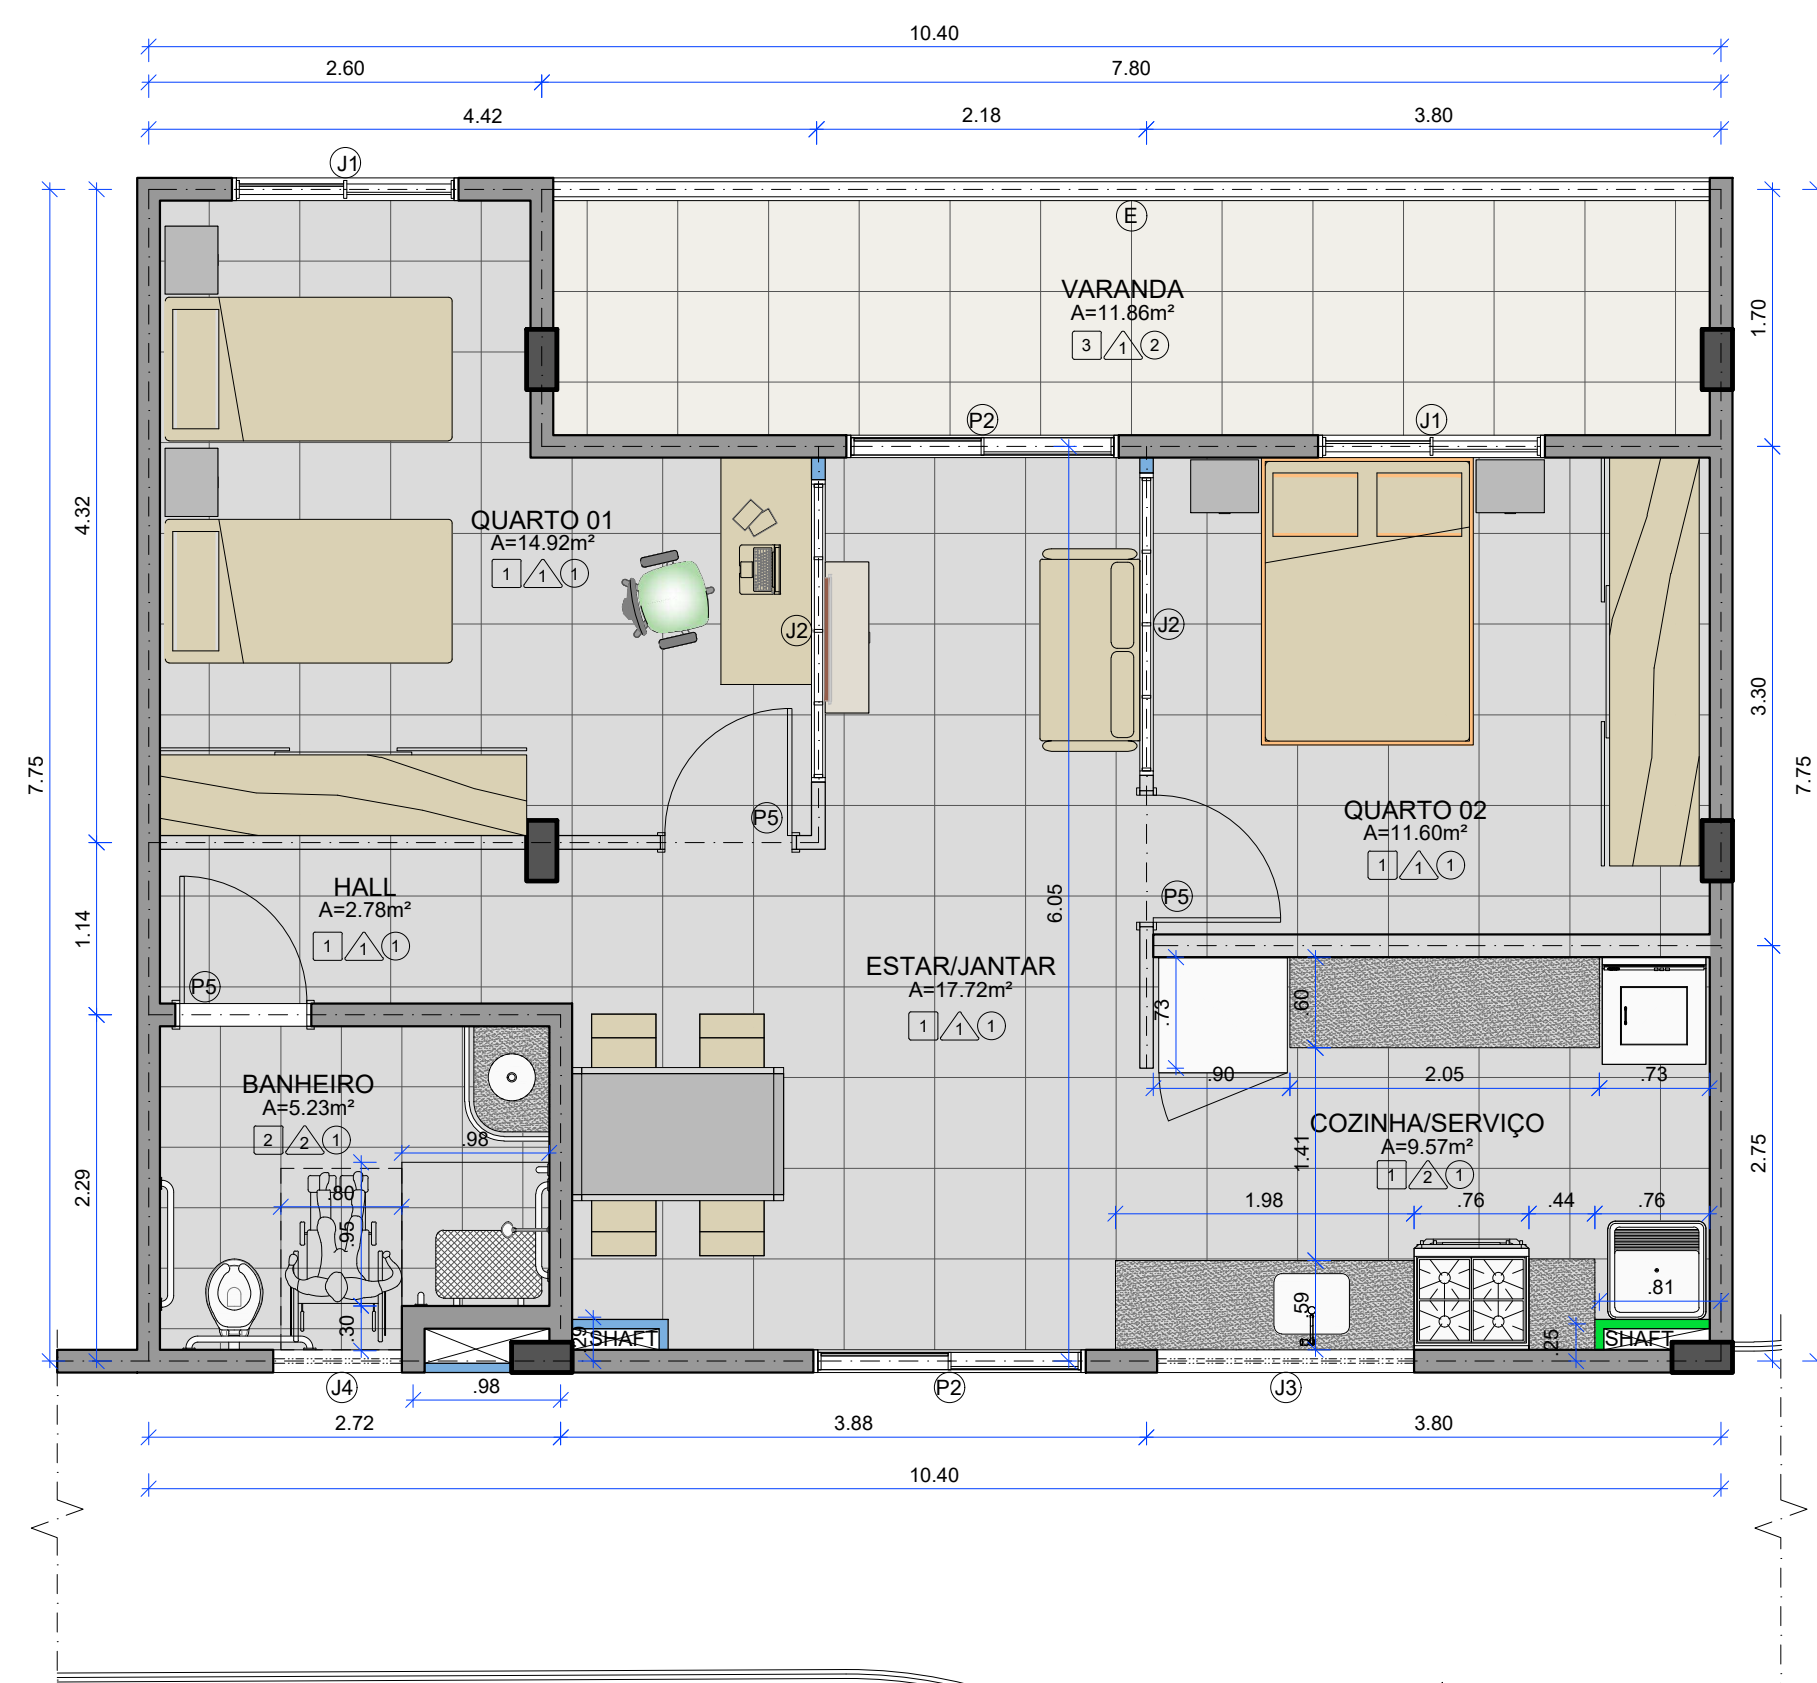 10.40
2.60
7.80
4.42
2.18
3.80
J1
E
VARANDA
A=11.86m²
3
1
2
1.70
P2
J1
4.32
QUARTO 01
A=14.92m²
1
1
1
J2
J2
3.30
7.75
7.75
P5
QUARTO 02
A=11.60m²
1
1
1
HALL
A=2.78m²
1
1
1
1.14
P5
6.05
P5
ESTAR/JANTAR
A=17.72m²
1
1
1
.73
.60
.90
2.05
.73
BANHEIRO
A=5.23m²
2
2
1
.98
COZINHA/SERVIÇO
A=9.57m²
1
2
1
1.41
2.75
2.29
.80
.95
1.98
.76
.44
.76
.81
.59
.30
.29
SHAFT
.25
SHAFT
J4
.98
P2
J3
2.72
3.88
3.80
10.40